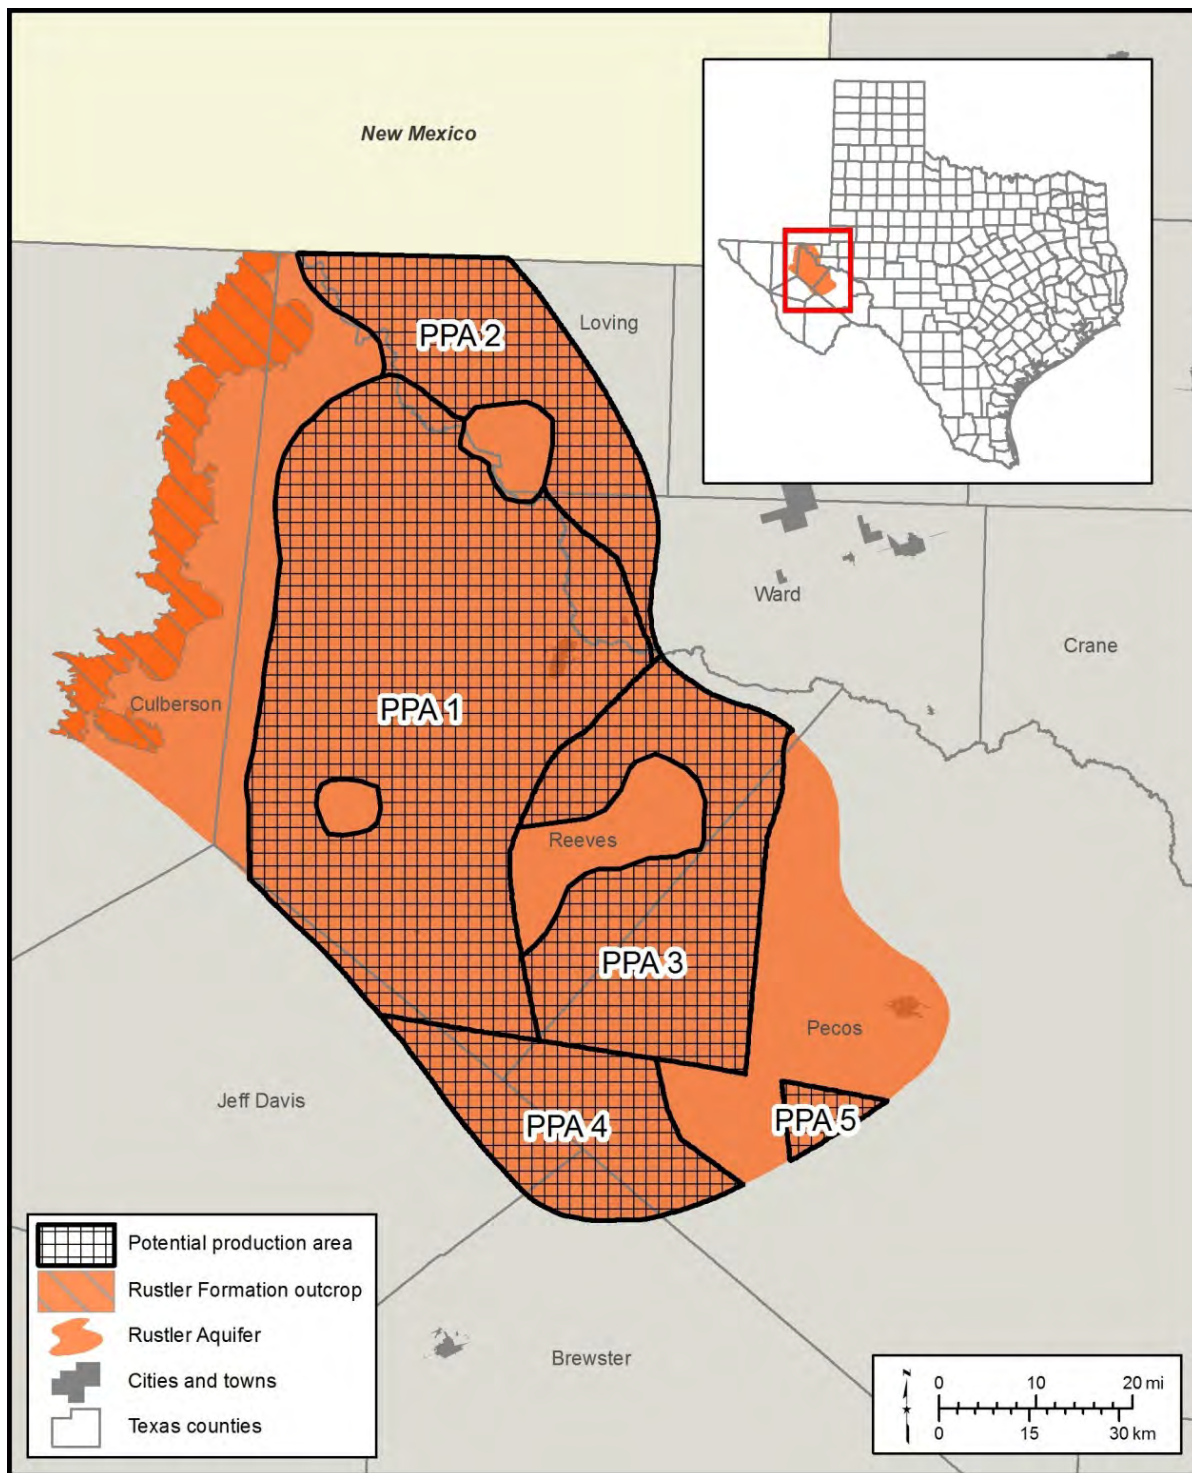 New Mexico
PPA 2
Loving
Ward
Crane
Culberson
PPA 1
Reeves
PPA 3
Pecos
Jeff Davis
PPA 4
PPA 5
Brewster
Potential production area
Rustler Formation outcrop
Rustler Aquifer
Cities and towns
Texas counties
N
0 10 20 mi
0 15 30 km